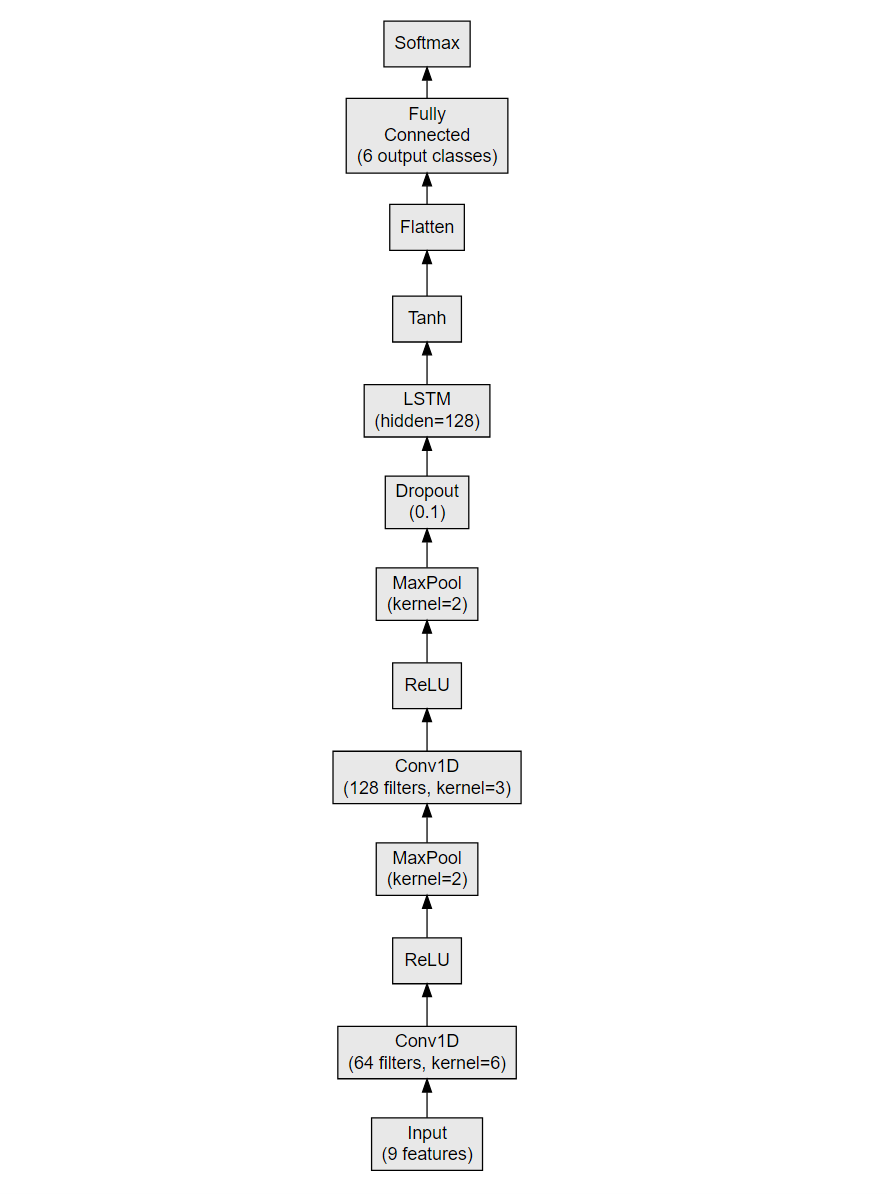 Softmax
Fully
Connected
(6 output classes)
Flatten
Tanh
LSTM
(hidden=128)
Dropout
(0.1)
MaxPool
(kernel=2)
ReLU
Conv1D
(128 filters, kernel=3)
MaxPool
(kernel=2)
ReLU
Conv1D
(64 filters, kernel=6)
Input
(9 features)